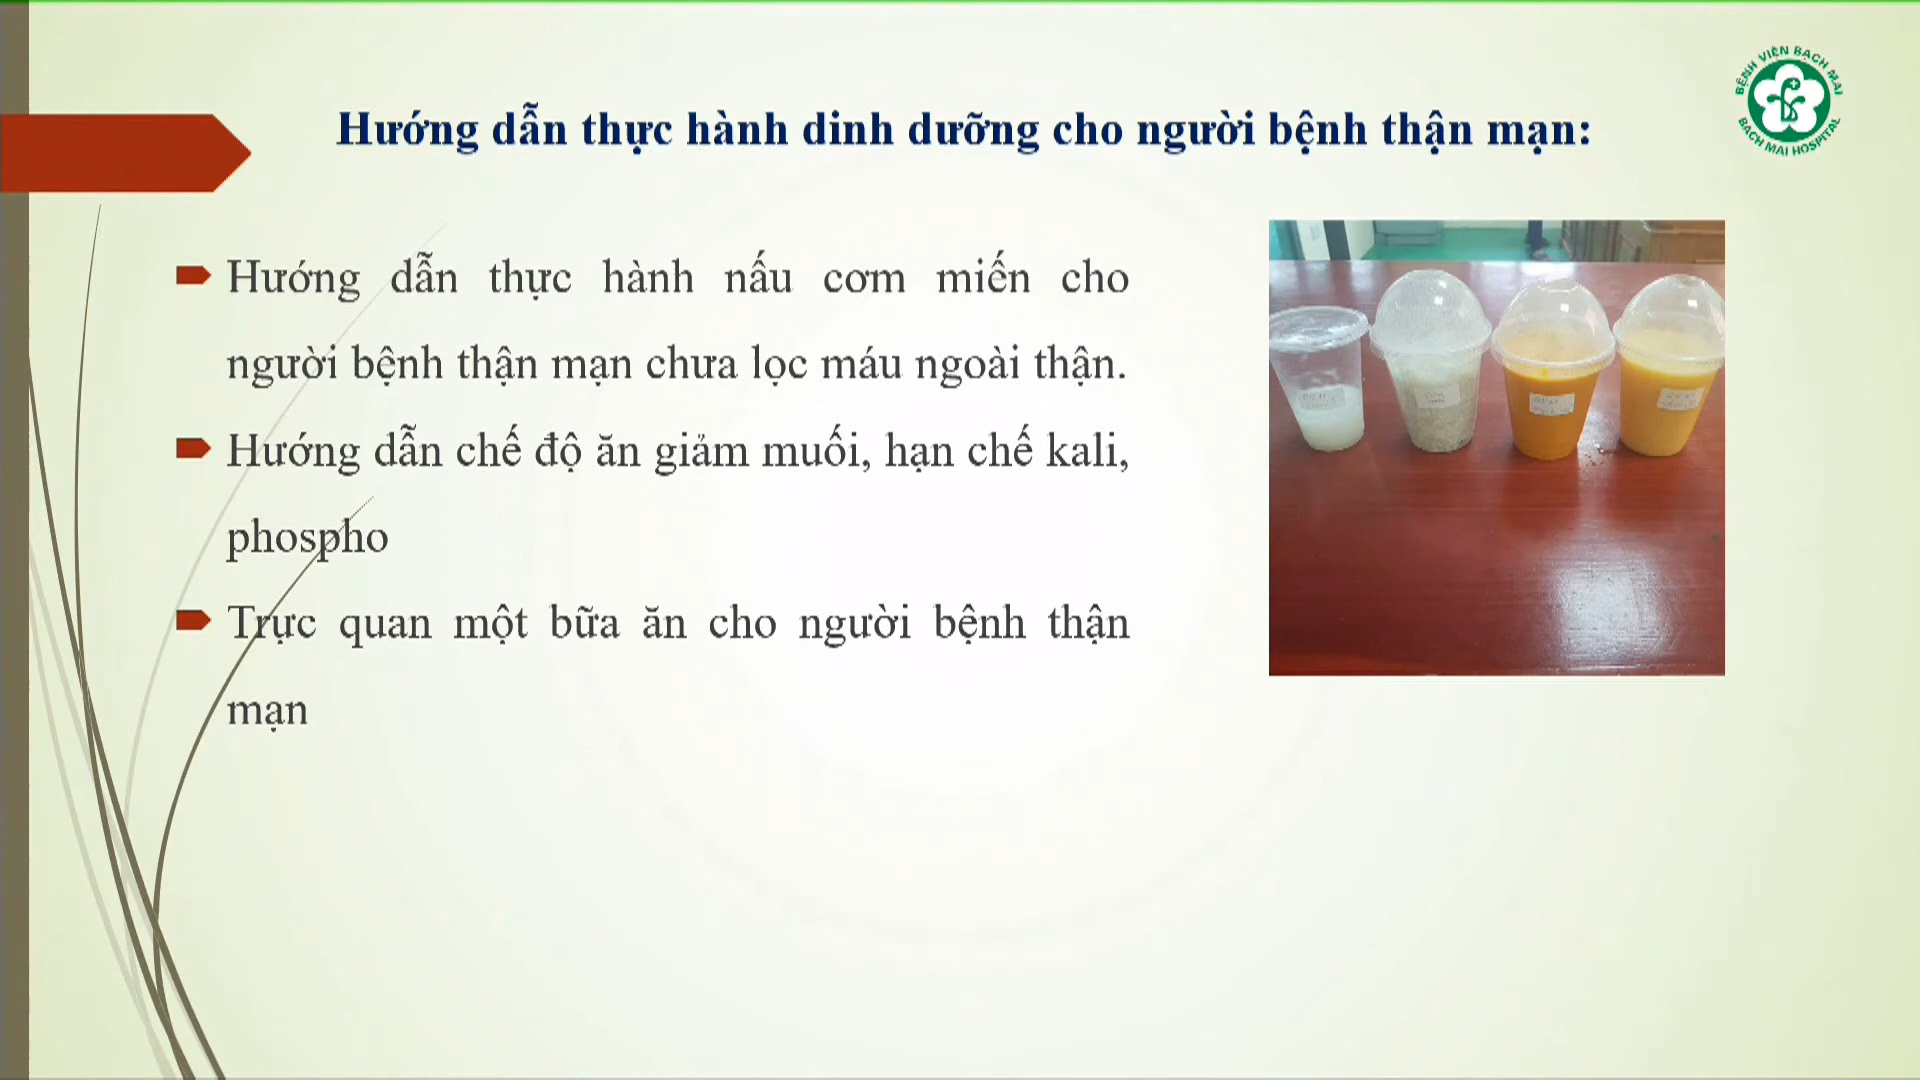 BỆNH VIỆN BẠCH MAI
BACH MAI HOSPITAL
Hướng dẫn thực hành dinh dưỡng cho người bệnh thận mạn:
Hướng dẫn thực hành nấu cơm miến cho
người bệnh thận mạn chưa lọc máu ngoài thận.
Hướng dẫn chế độ ăn giảm muối, hạn chế kali,
phospho
Trực quan một bữa ăn cho người bệnh thận
mạn